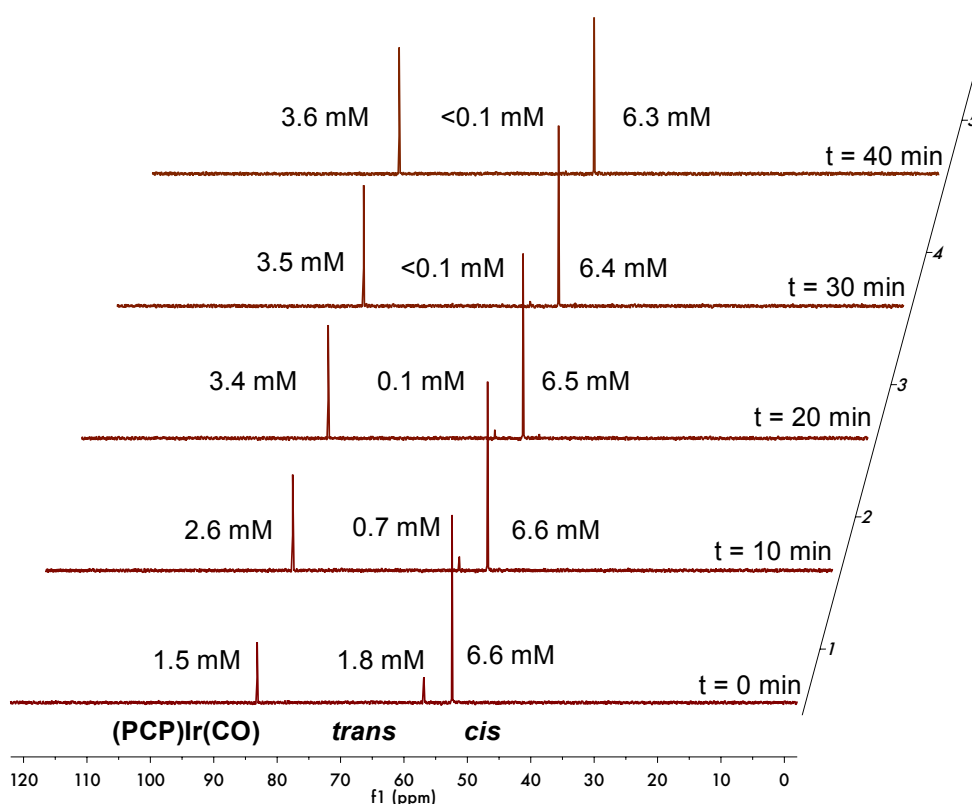 5
3.6 mM <0.1 mM 6.3 mM
t = 40 min
4
3.5 mM <0.1 mM 6.4 mM
t = 30 min
3
3.4 mM 0.1 mM 6.5 mM
t = 20 min
2
2.6 mM 0.7 mM 6.6 mM
t = 10 min
1
1.5 mM 1.8 mM 6.6 mM
t = 0 min
(PCP)Ir(CO) trans cis
120 110 100 90 80 70 60 50 40 30 20 10 0
f1 (ppm)